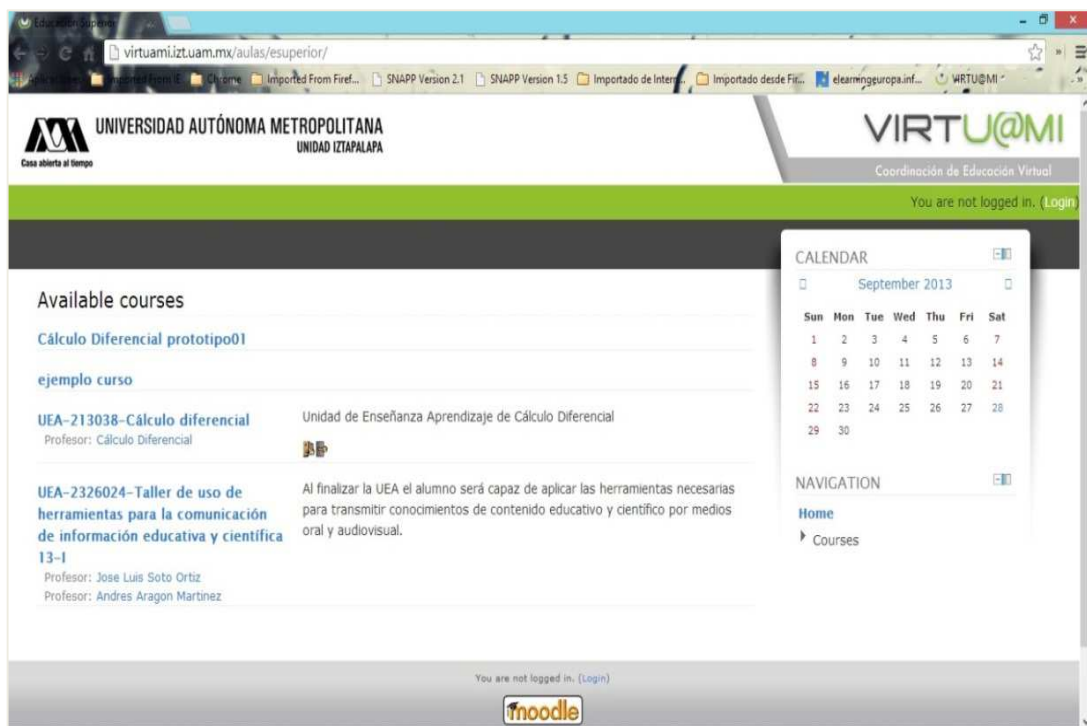 Educación Superior
virtuami.izt.uam.mx/aulas/esuperior/
Imported From IE
Chrome
Imported From Firef...
SNAPP Version 2.1
SNAPP Version 1.5
Importado de Intern...
Importado desde Fir...
elearningeuropa.inf...
VIRTU@MI
UNIVERSIDAD AUTÓNOMA METROPOLITANA
UNIDAD IZTAPALAPA
Casa abierta al tiempo
VIRTU@MI
Coordinación de Educación Virtual
You are not logged in. (Login)
Available courses
Cálculo Diferencial prototipo01
ejemplo curso
UEA-213038-Cálculo diferencial
Profesor: Cálculo Diferencial
Unidad de Enseñanza Aprendizaje de Cálculo Diferencial
UEA-2326024-Taller de uso de
herramientas para la comunicación
de información educativa y científica
13-I
Profesor: Jose Luis Soto Ortiz
Profesor: Andres Aragon Martinez
Al finalizar la UEA el alumno será capaz de aplicar las herramientas necesarias
para transmitir conocimientos de contenido educativo y científico por medios
oral y audiovisual.
CALENDAR
September 2013
Sun Mon Tue Wed Thu Fri Sat
1 2 3 4 5 6 7
8 9 10 11 12 13 14
15 16 17 18 19 20 21
22 23 24 25 26 27 28
29 30
NAVIGATION
Home
Courses
You are not logged in. (Login)
moodle